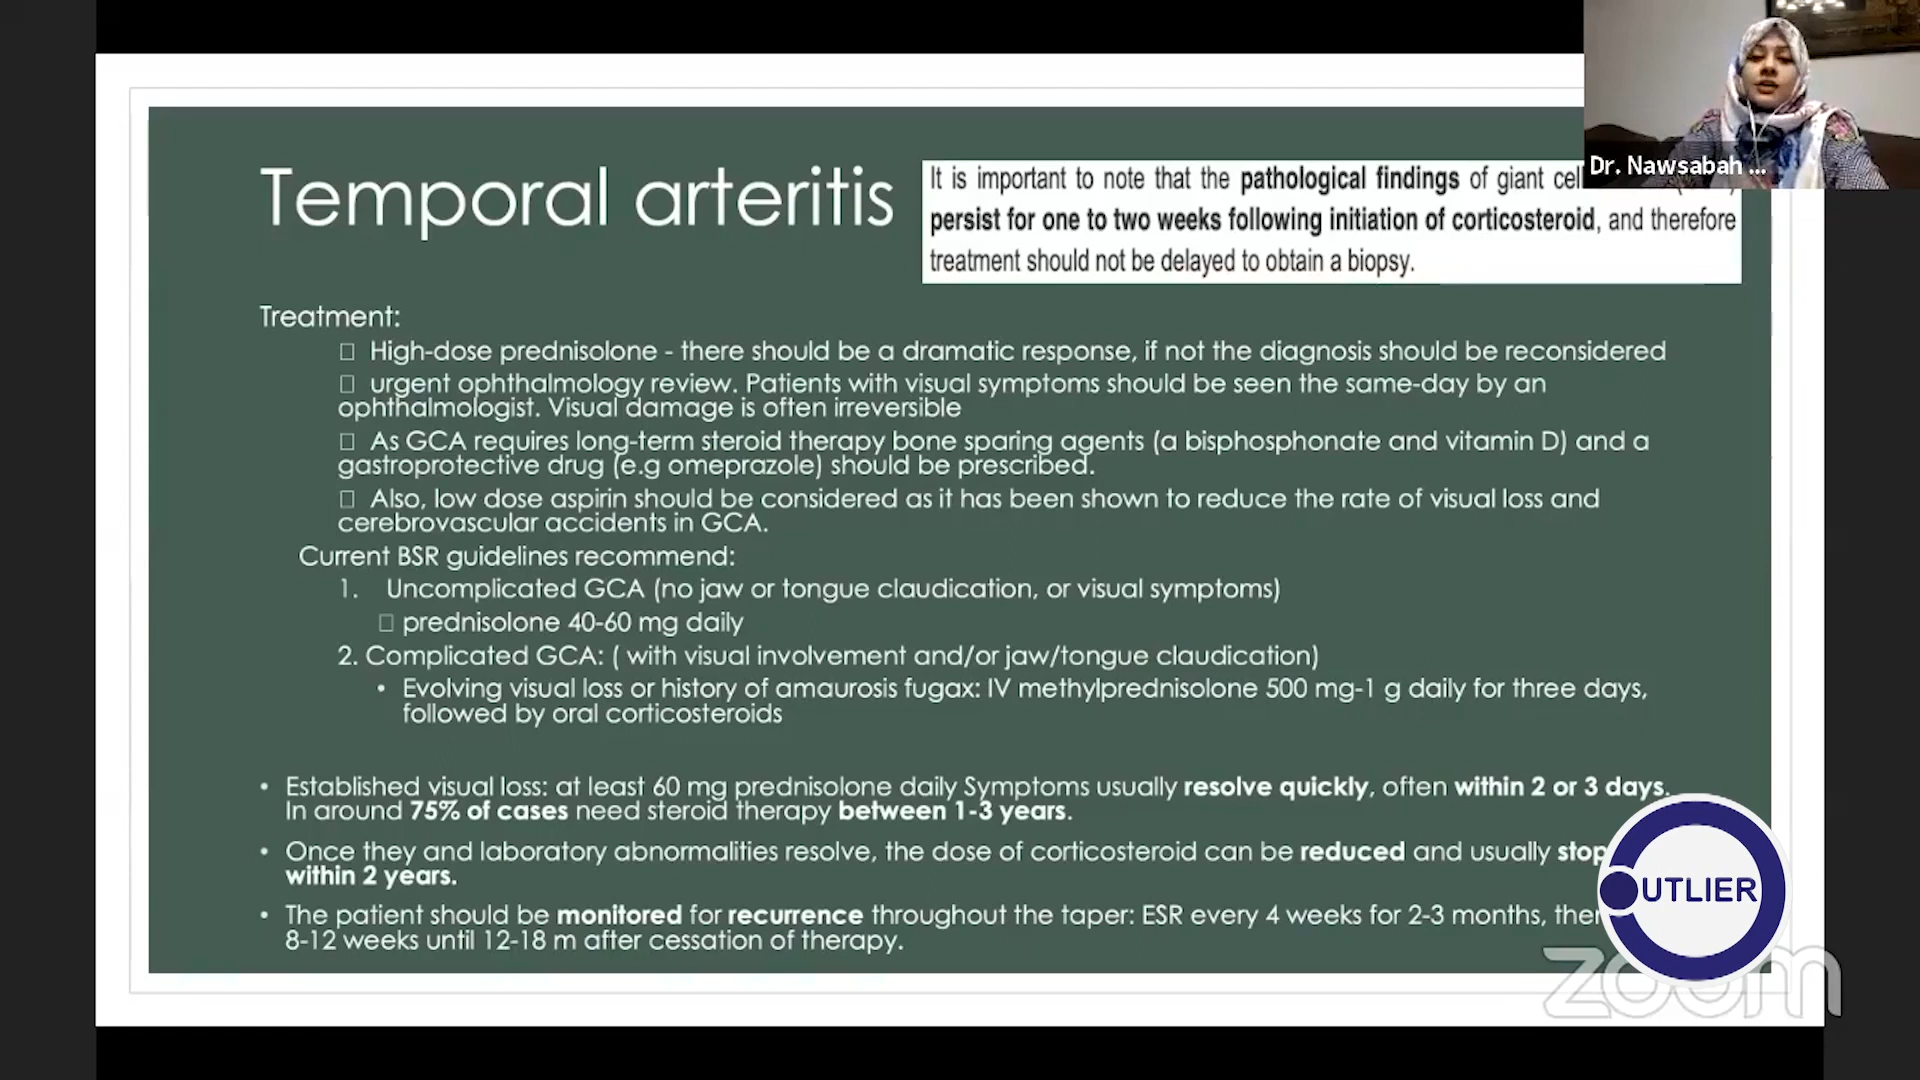 Temporal arteritis
It is important to note that the pathological findings of giant cel
persist for one to two weeks following initiation of corticosteroid, and therefore
treatment should not be delayed to obtain a biopsy.
Dr. Nawsabah ...
Treatment:
High-dose prednisolone - there should be a dramatic response, if not the diagnosis should be reconsidered
urgent ophthalmology review. Patients with visual symptoms should be seen the same-day by an
ophthalmologist. Visual damage is often irreversible
As GCA requires long-term steroid therapy bone sparing agents (a bisphosphonate and vitamin D) and a
gastroprotective drug (e.g omeprazole) should be prescribed.
Also, low dose aspirin should be considered as it has been shown to reduce the rate of visual loss and
cerebrovascular accidents in GCA.
Current BSR guidelines recommend:
1. Uncomplicated GCA (no jaw or tongue claudication, or visual symptoms)
prednisolone 40-60 mg daily
2. Complicated GCA: ( with visual involvement and/or jaw/tongue claudication)
• Evolving visual loss or history of amaurosis fugax: IV methylprednisolone 500 mg-1 g daily for three days,
followed by oral corticosteroids
• Established visual loss: at least 60 mg prednisolone daily Symptoms usually resolve quickly, often within 2 or 3 days.
In around 75% of cases need steroid therapy between 1-3 years.
• Once they and laboratory abnormalities resolve, the dose of corticosteroid can be reduced and usually stop
within 2 years.
• The patient should be monitored for recurrence throughout the taper: ESR every 4 weeks for 2-3 months, then
8-12 weeks until 12-18 m after cessation of therapy.
OUTLIER
zoom